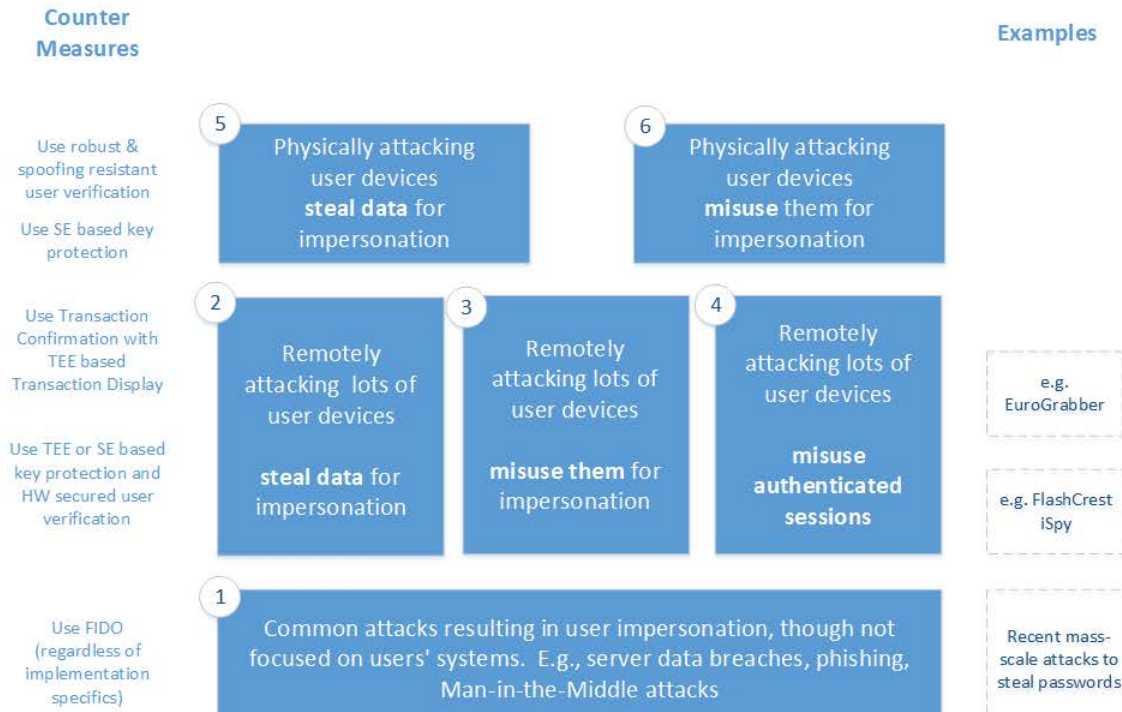 Counter
Measures
Examples
Use robust &
spoofing resistant
user verification
Use SE based key
protection
5
Physically attacking
user devices
steal data for
impersonation
6
Physically attacking
user devices
misuse them for
impersonation
Use Transaction
Confirmation with
TEE based
Transaction Display
Use TEE or SE based
key protection and
HW secured user
verification
2
Remotely
attacking lots of
user devices
steal data for
impersonation
3
Remotely
attacking lots of
user devices
misuse them for
impersonation
4
Remotely
attacking lots of
user devices
misuse
authenticated
sessions
e.g.
EuroGrabber
e.g. FlashCrest
iSpy
Use FIDO
(regardless of
implementation
specifics)
1
Common attacks resulting in user impersonation, though not
focused on users' systems. E.g., server data breaches, phishing,
Man-in-the-Middle attacks
Recent mass-
scale attacks to
steal passwords